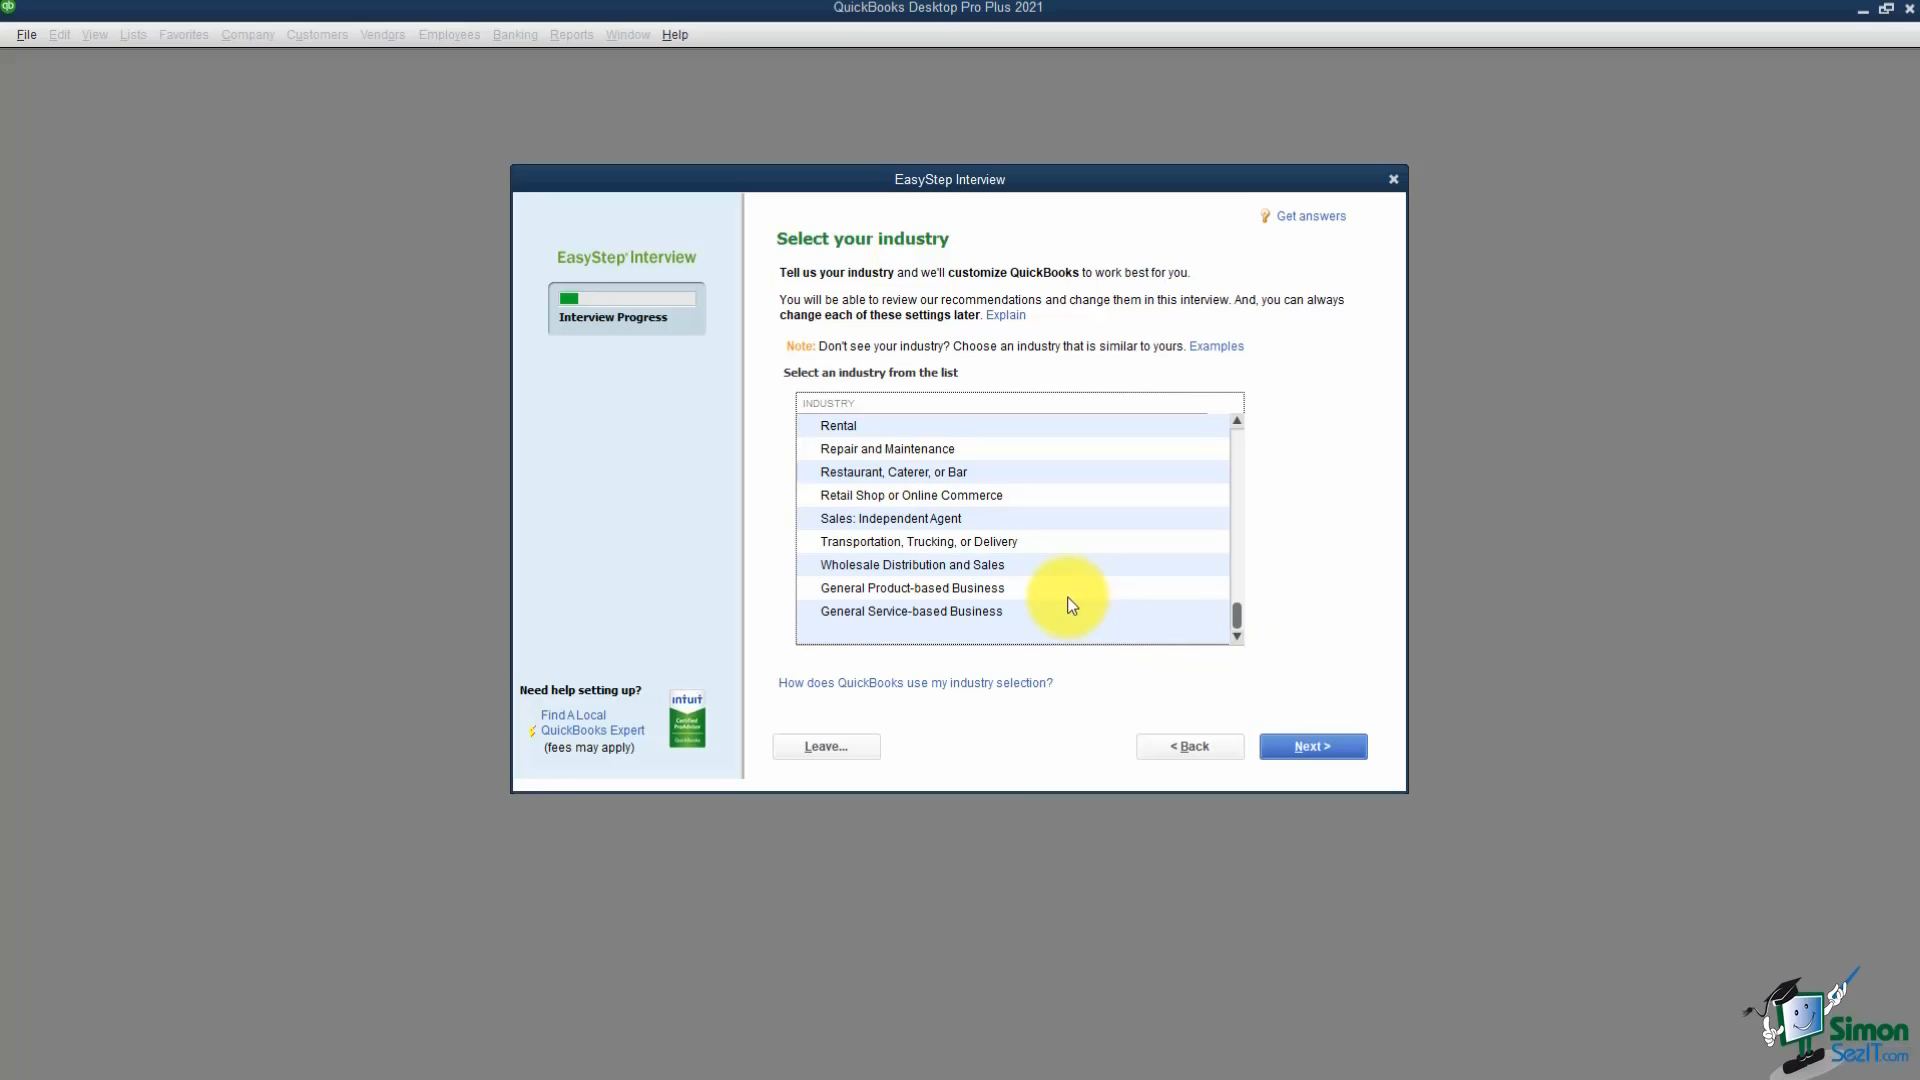 QuickBooks Desktop Pro Plus 2021
File Edit View Lists Favorites Company Customers Vendors Employees Banking Reports Window Help
EasyStep Interview
Get answers
EasyStep Interview
Interview Progress
Select your industry
Tell us your industry and we'll customize QuickBooks to work best for you.
You will be able to review our recommendations and change them in this interview. And, you can always
change each of these settings later. Explain
Note: Don't see your industry? Choose an industry that is similar to yours. Examples
Select an industry from the list
INDUSTRY
Rental
Repair and Maintenance
Restaurant, Caterer, or Bar
Retail Shop or Online Commerce
Sales: Independent Agent
Transportation, Trucking, or Delivery
Wholesale Distribution and Sales
General Product-based Business
General Service-based Business
How does QuickBooks use my industry selection?
Need help setting up?
Find A Local
QuickBooks Expert
(fees may apply)
intuit
Certified
ProAdvisor
QuickBooks
Leave...
< Back
Next >
Simon
SezIT.com